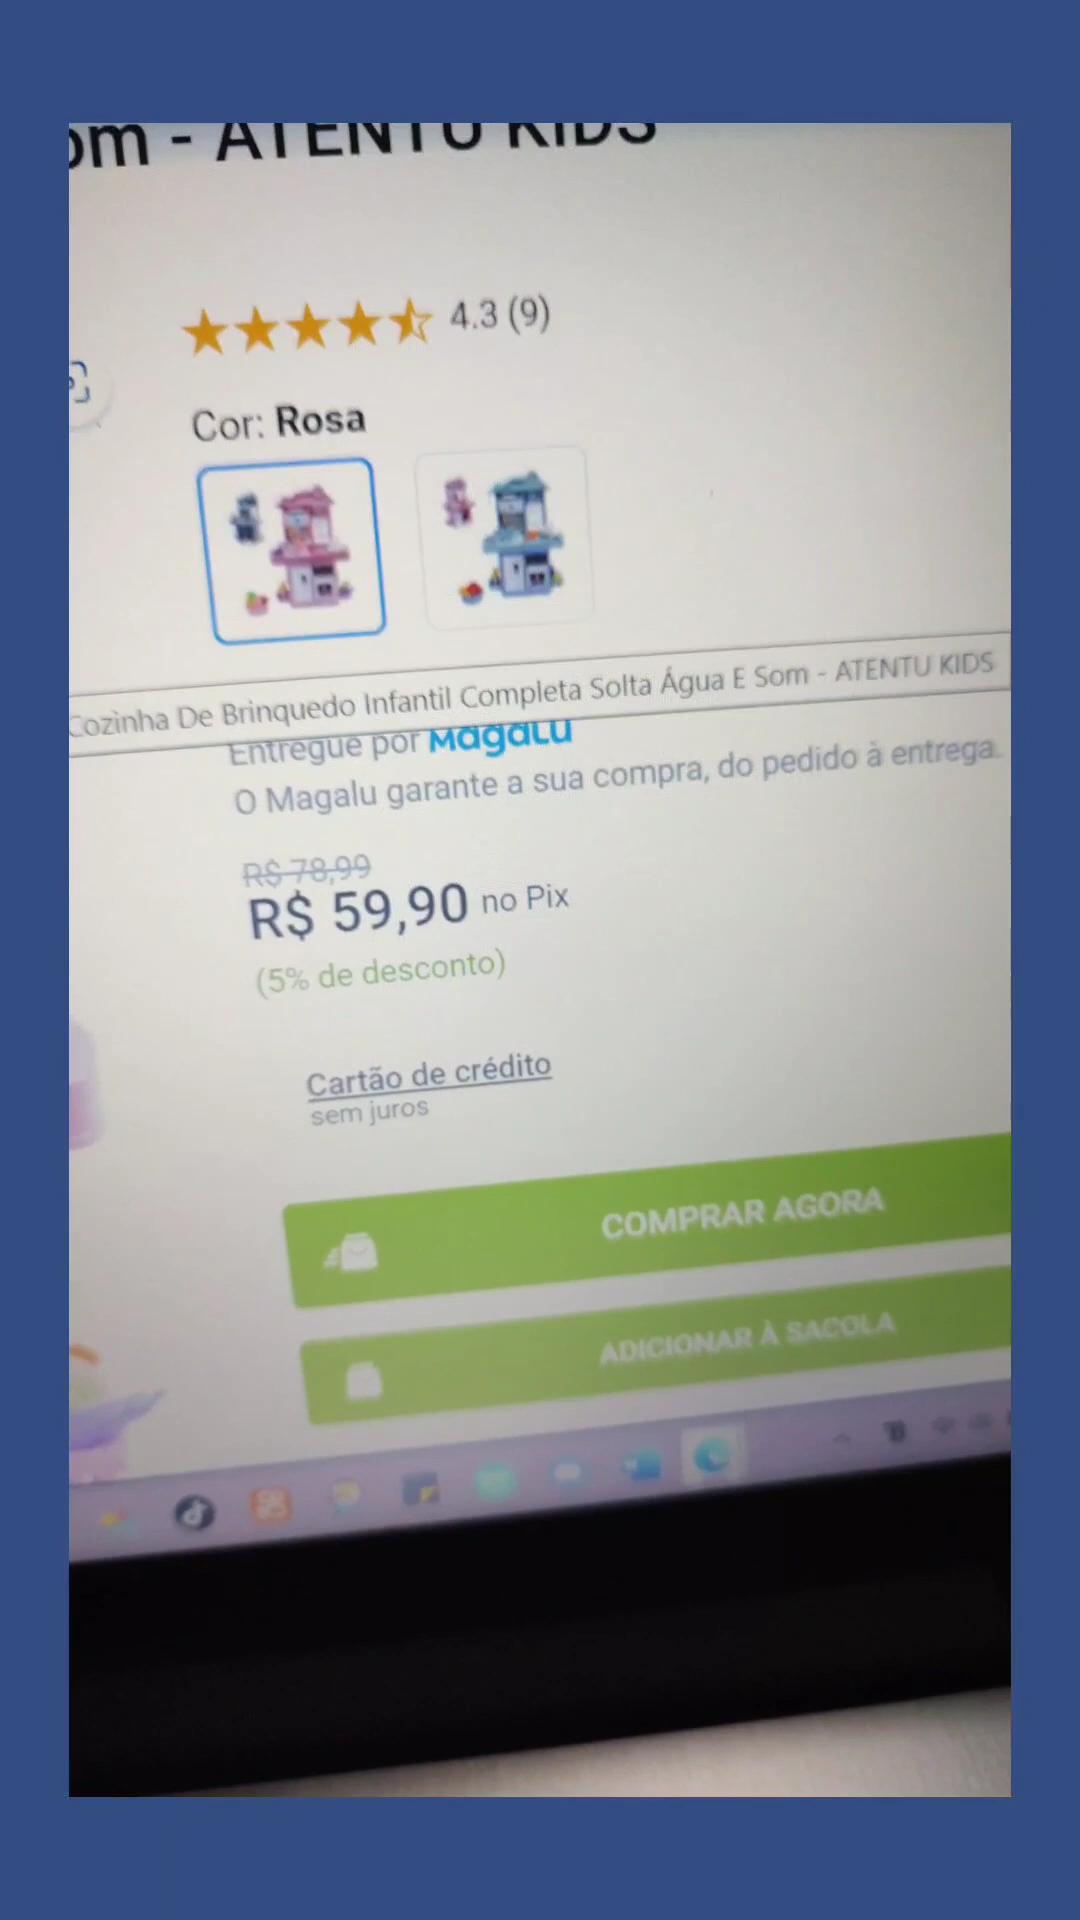 om - ATENTU KIDS
4.3 (9)
Cor: Rosa
Cozinha De Brinquedo Infantil Completa Solta Água E Som - ATENTU KIDS
Entregue por Magalu
O Magalu garante a sua compra, do pedido à entrega.
R$ 78,99
R$ 59,90 no Pix
(5% de desconto)
Cartão de crédito
sem juros
COMPRAR AGORA
ADICIONAR À SACOLA